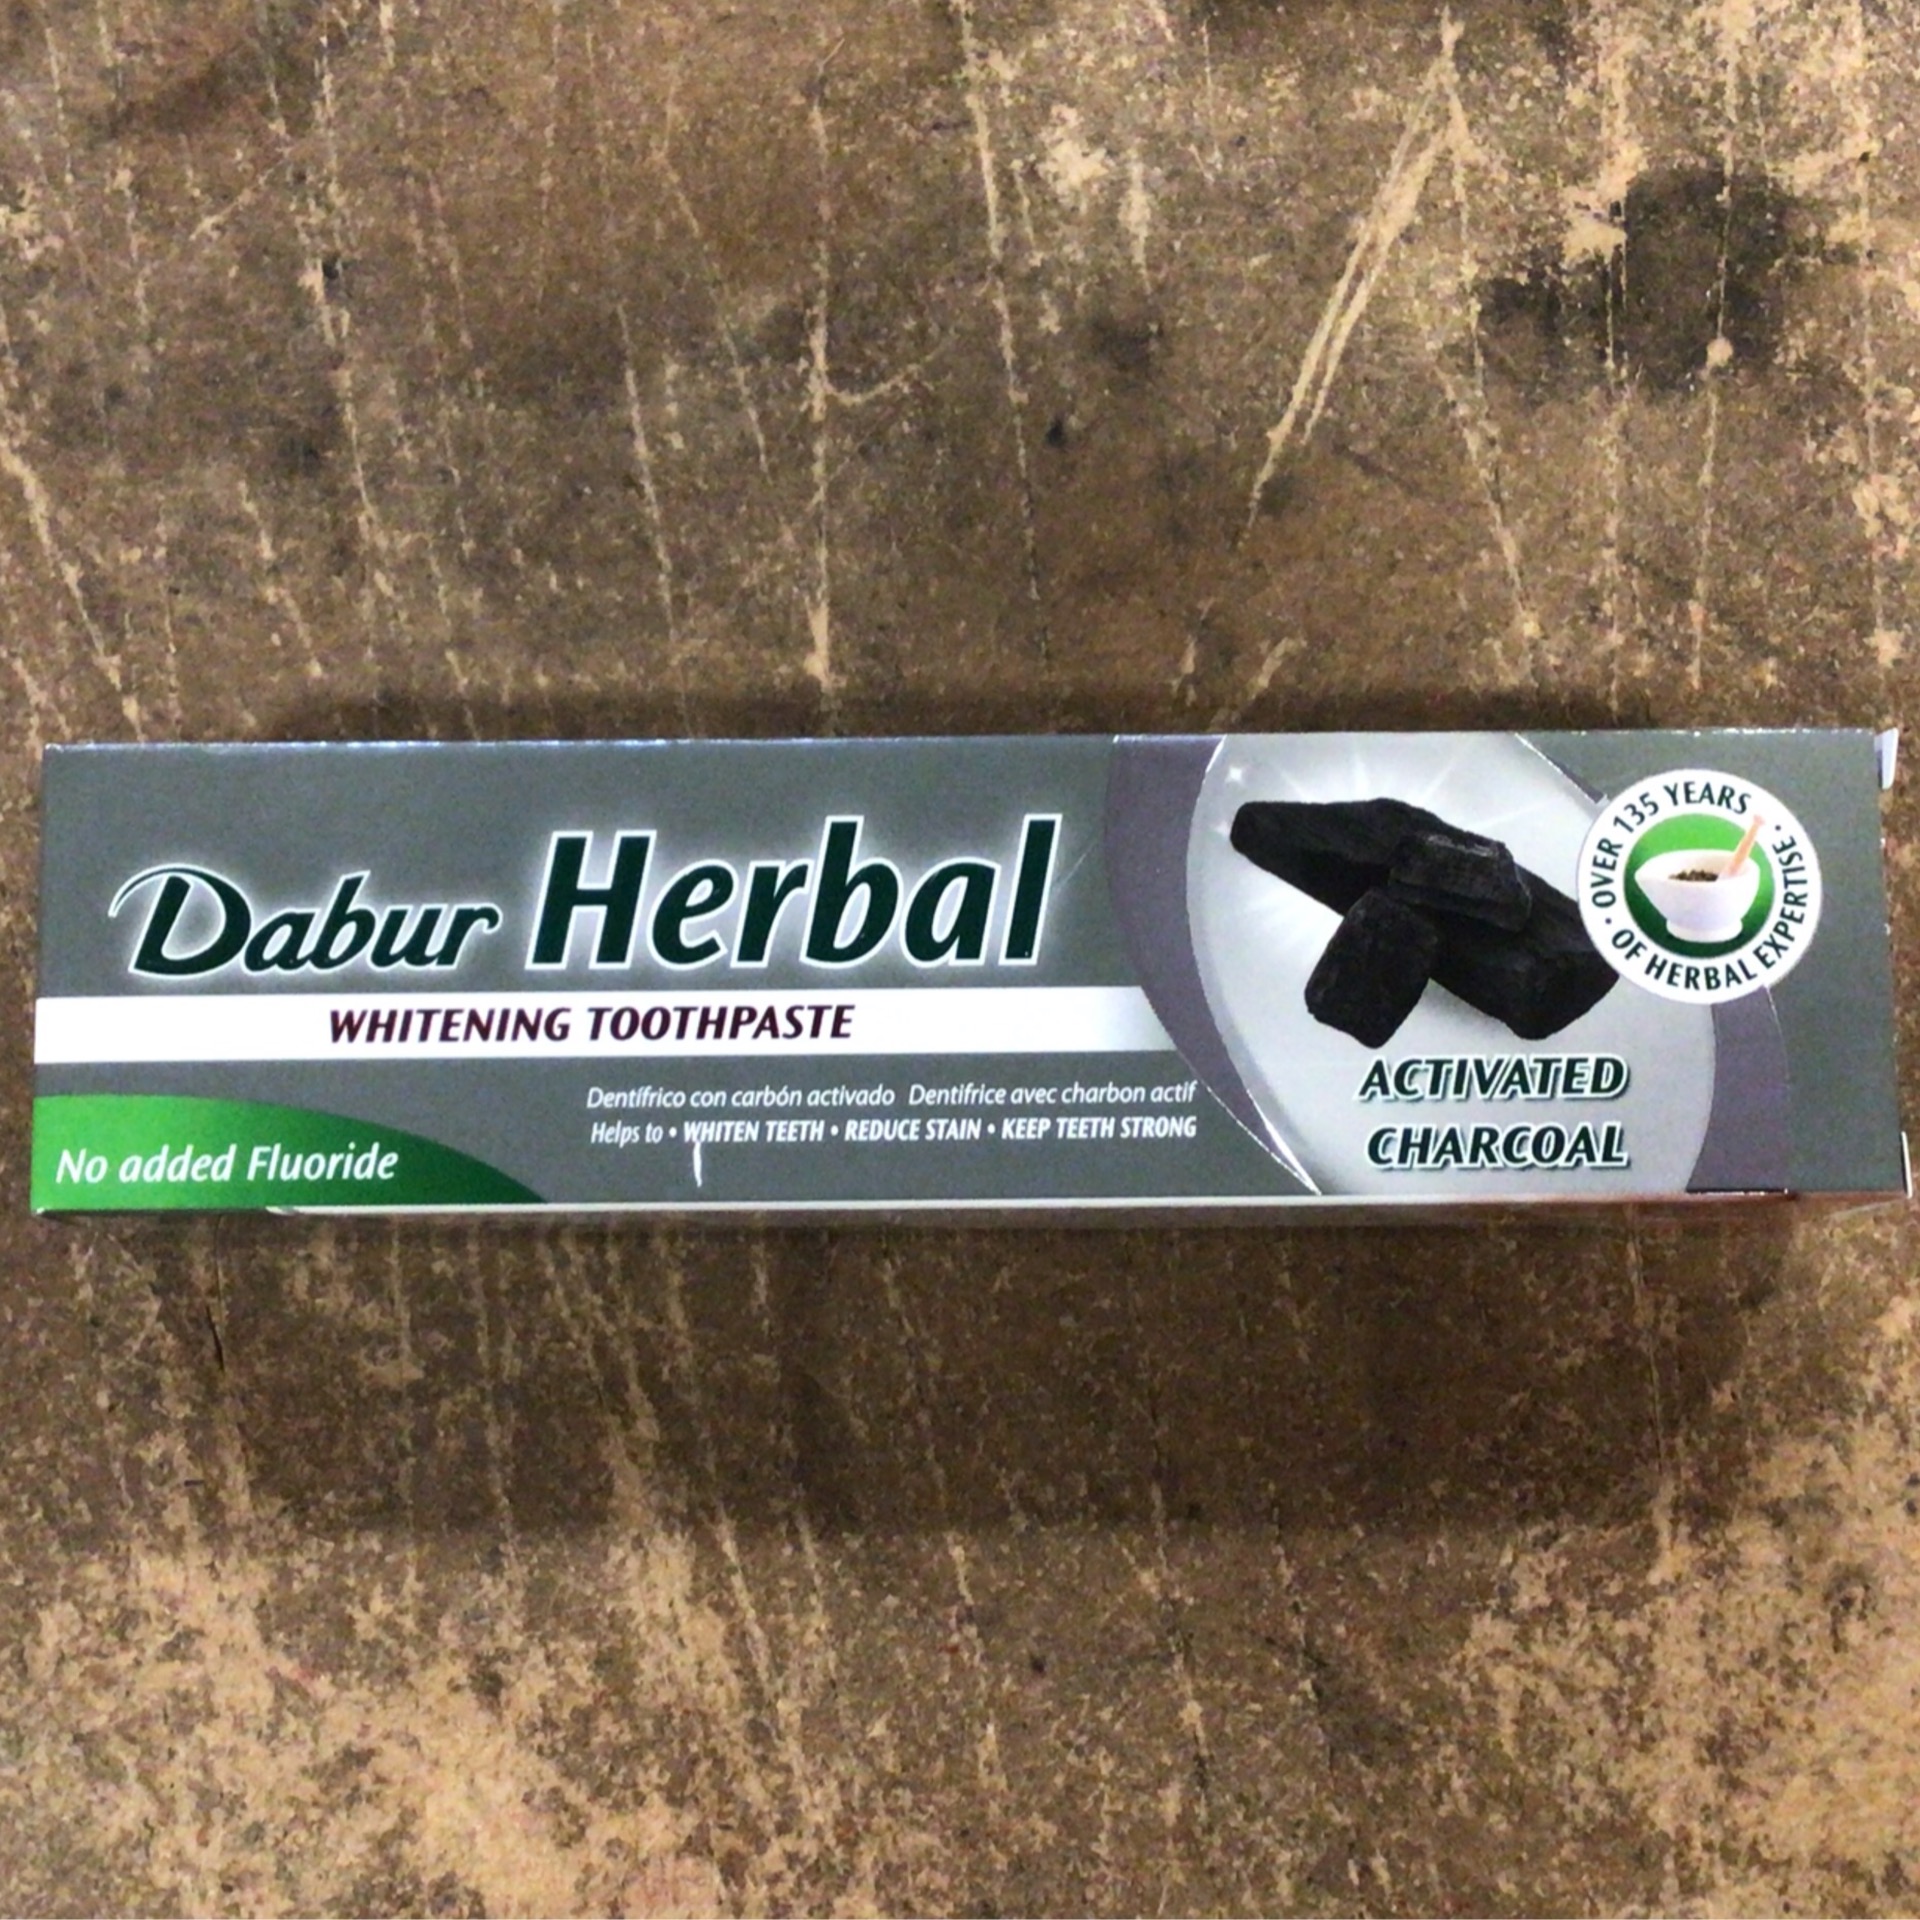 Dabur Herbal
WHITENING TOOTHPASTE
Dentífrico con carbón activado Dentifrice avec charbon actif
Helps to • WHITEN TEETH • REDUCE STAIN • KEEP TEETH STRONG
No added Fluoride
• OVER 135 YEARS
• OF HERBAL EXPERTISE.
ACTIVATED
CHARCOAL